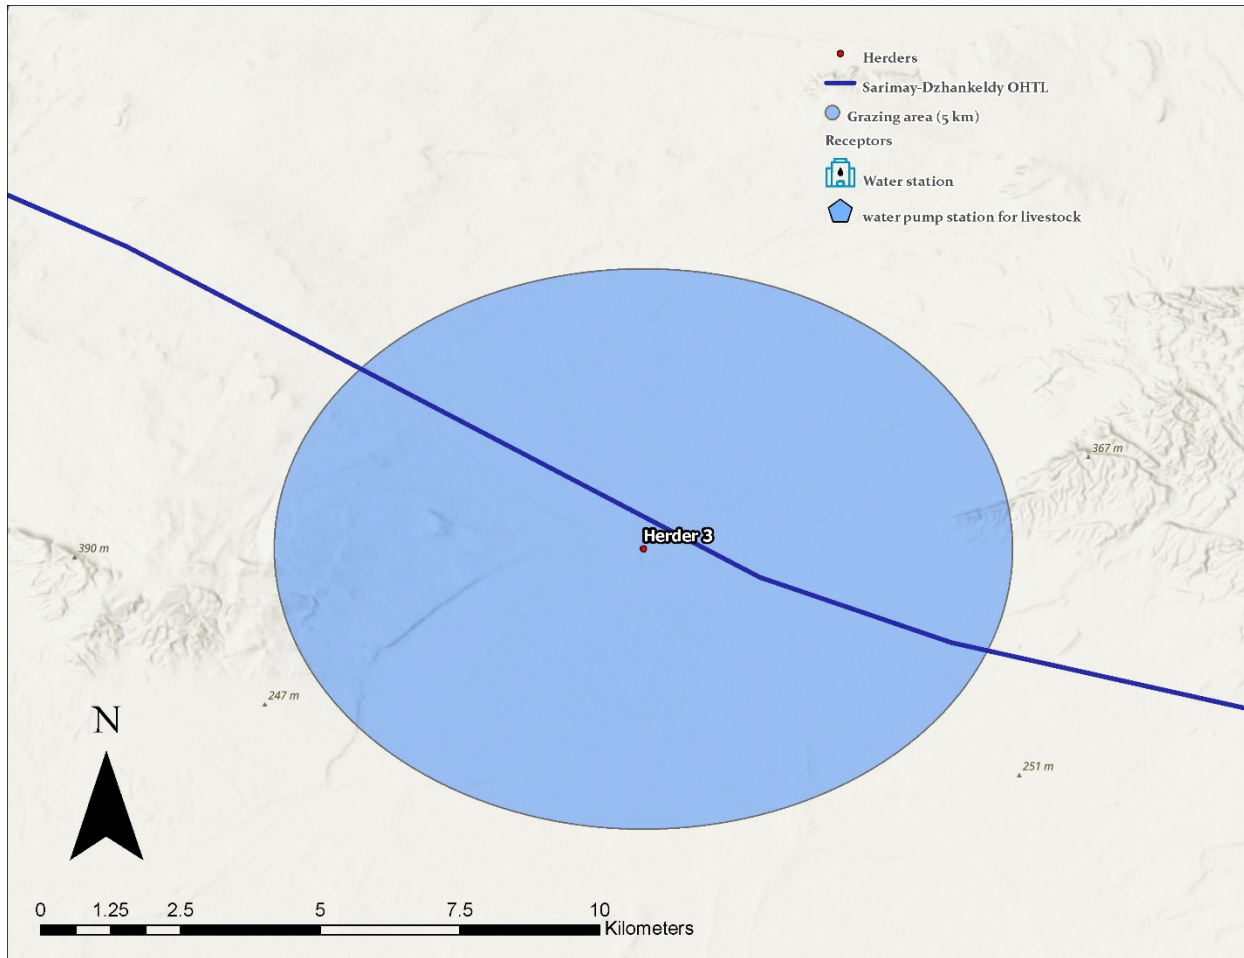 Herders
Sarimay-Dzhankeldy OHTL
Grazing area (5 km)
Receptors
Water station
water pump station for livestock
367 m
Herder 3
390 m
247 m
N
251 m
0 1.25 2.5 5 7.5 10
Kilometers